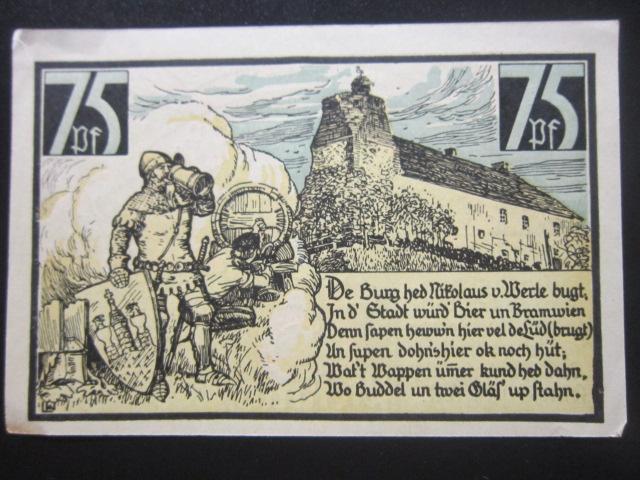 75 Pf
75 Pf
De Burg hed Nikolaus v. Werle bugt,
In d' Stadt würd' Bier un Bramwien
Denn sapen heww'n hier vel de Lüd (brugt)
Un supen dohn's hier ok noch hüt;
Wat't Wappen ümer kund hed dahn,
Wo Buddel un twei Gläs' up stahn.